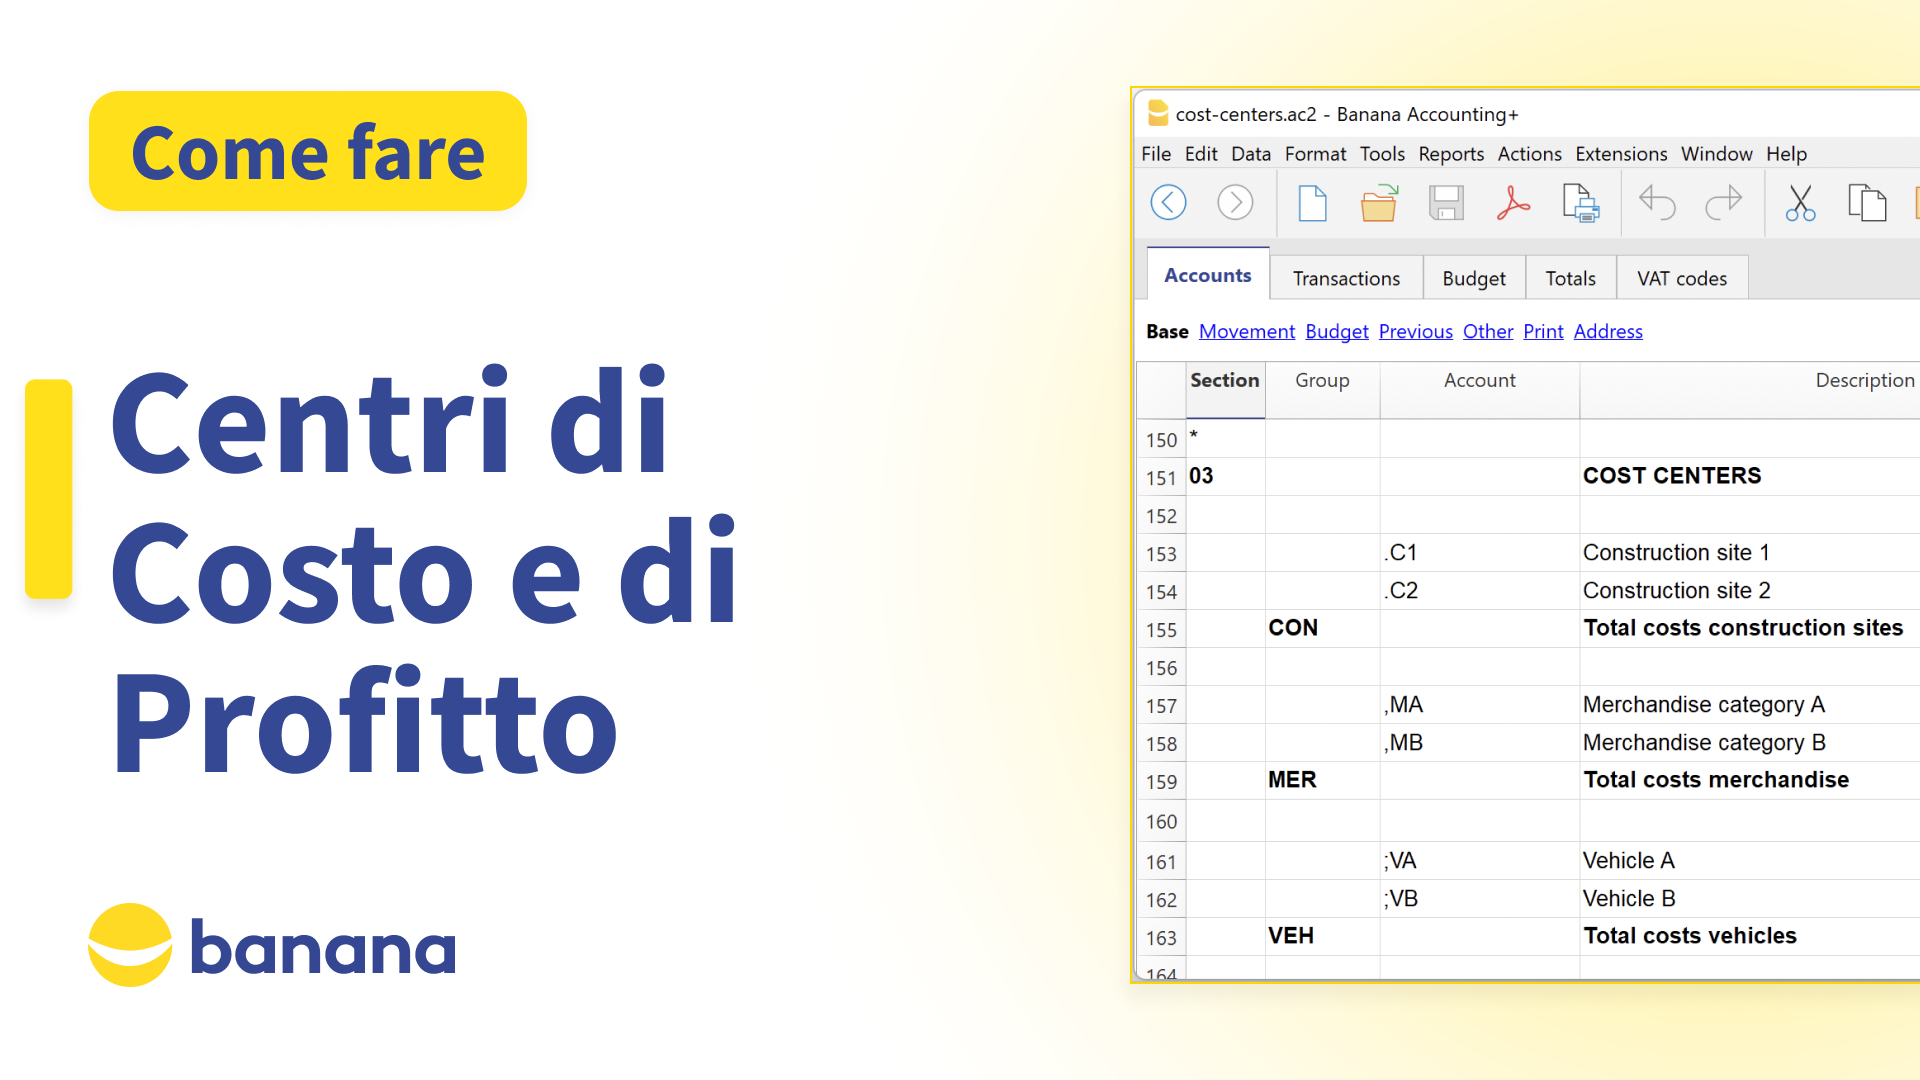 Come fare
Centri di
Costo e di
Profitto
banana
cost-centers.ac2 - Banana Accounting+
File Edit Data Format Tools Reports Actions Extensions Window Help
Accounts Transactions Budget Totals VAT codes
Base Movement Budget Previous Other Print Address
Section Group Account Description
150 *
151 03 COST CENTERS
152
153 .C1 Construction site 1
154 .C2 Construction site 2
155 CON Total costs construction sites
156
157 ,MA Merchandise category A
158 ,MB Merchandise category B
159 MER Total costs merchandise
160
161 ;VA Vehicle A
162 ;VB Vehicle B
163 VEH Total costs vehicles
164